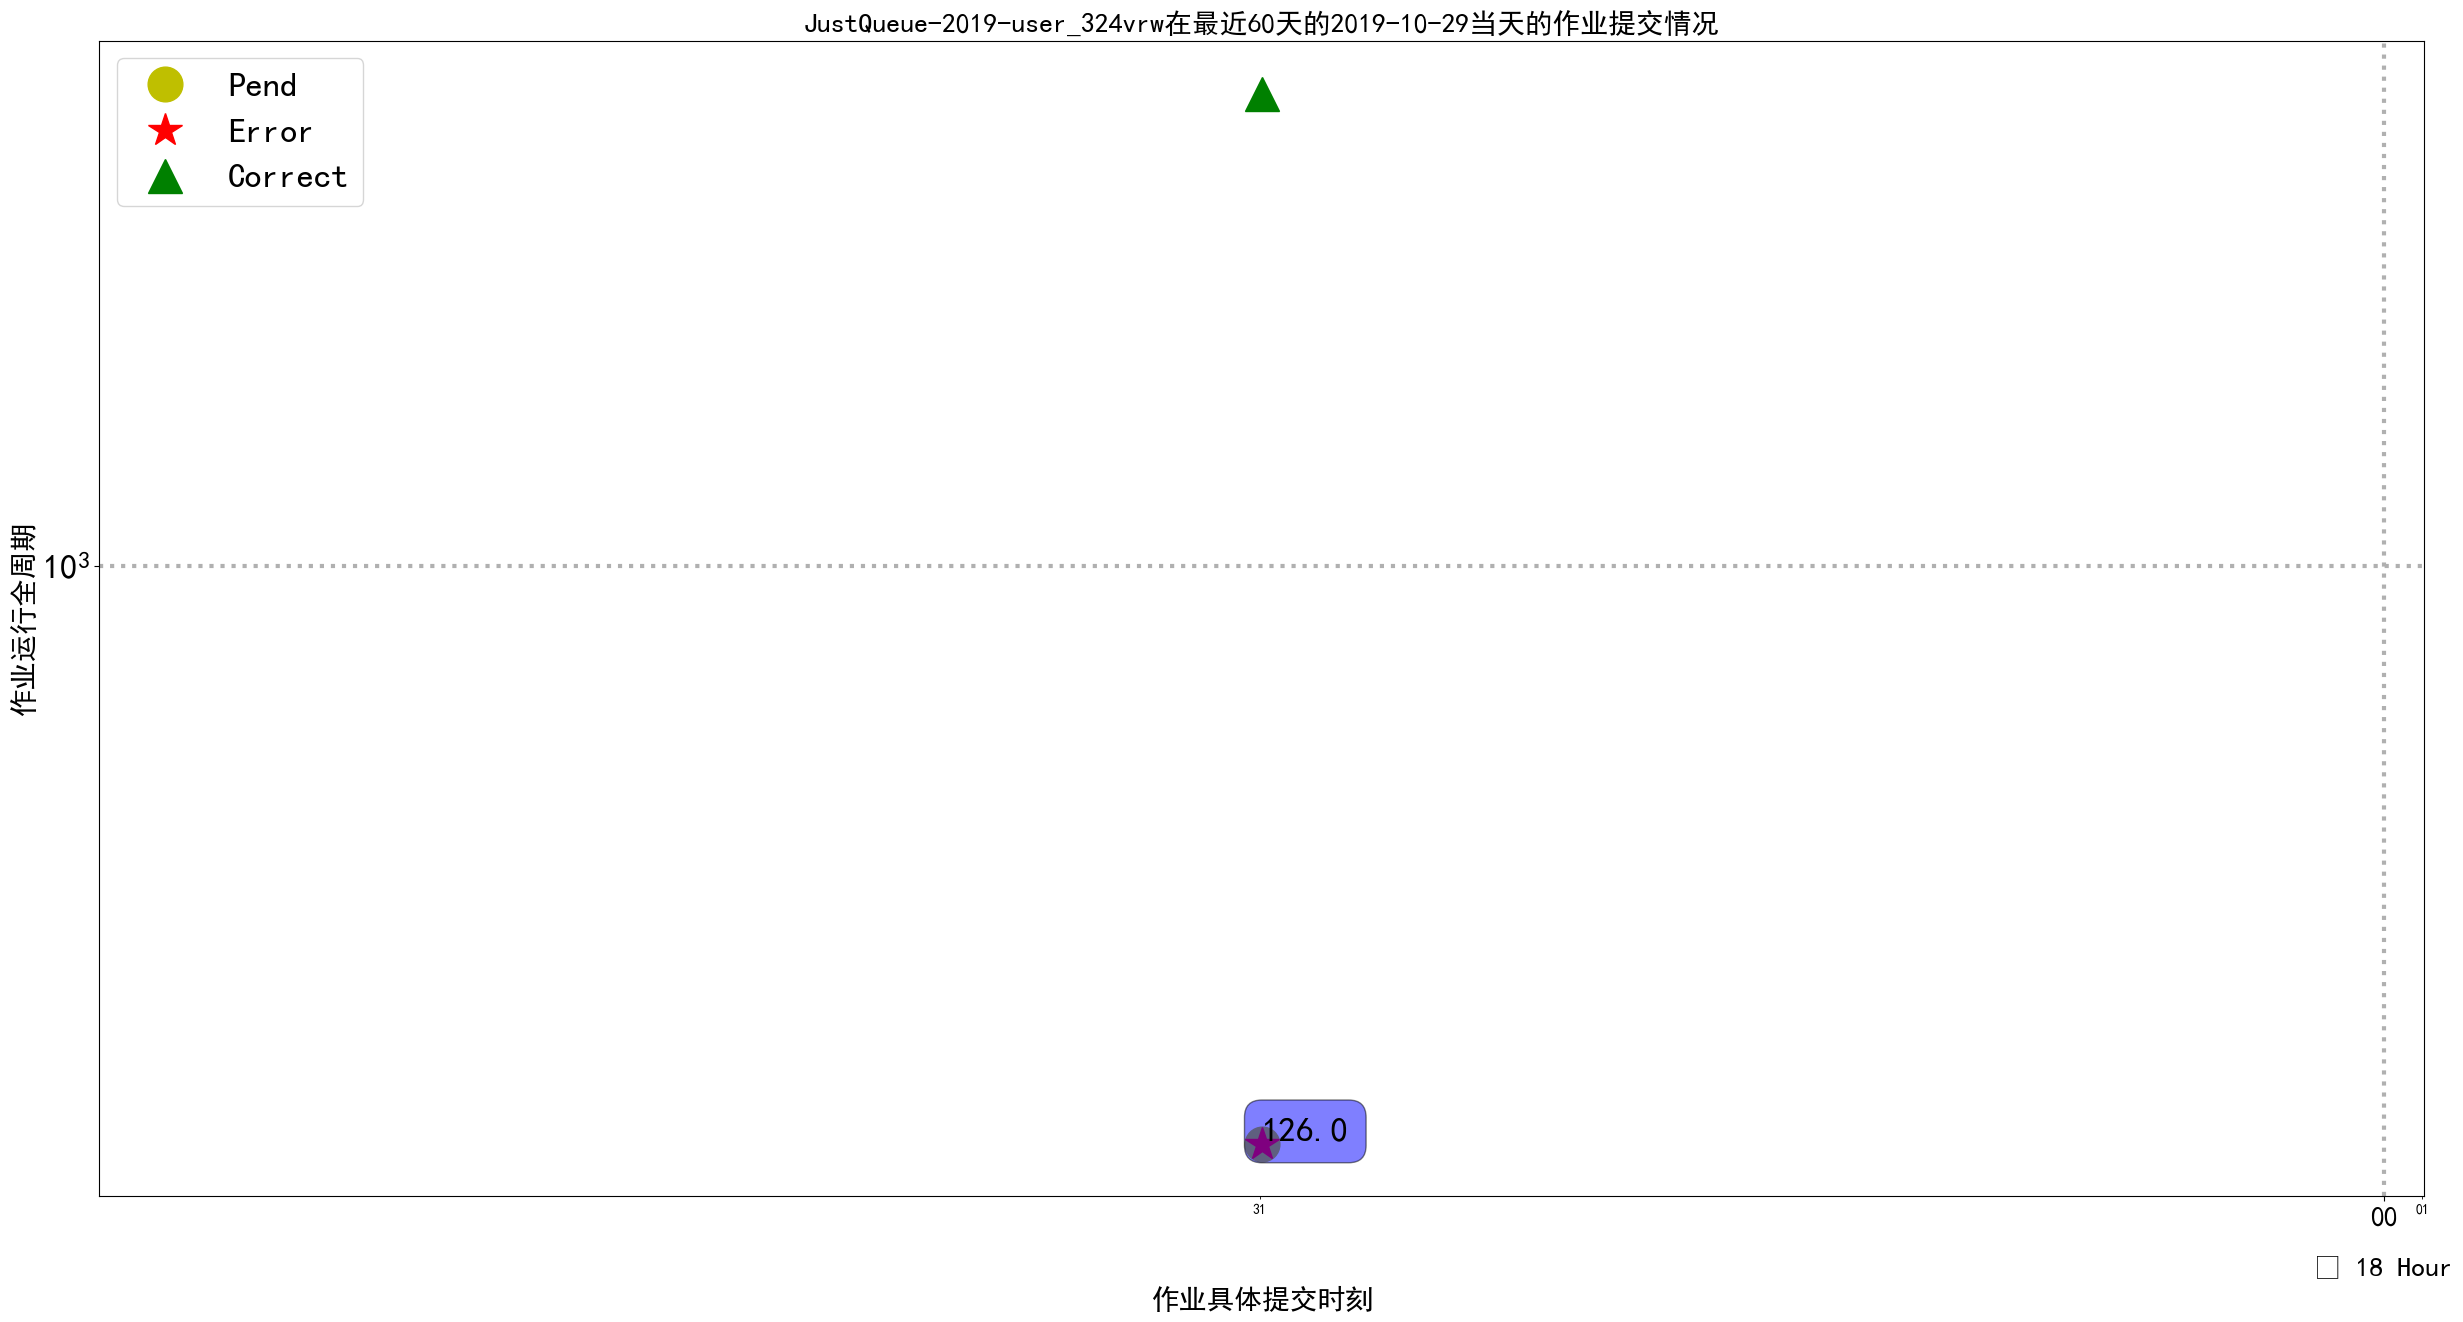 JustQueue-2019-user_324vrw在最近60天的2019-10-29当天的作业提交情况
Pend
Error
Correct
作业运行全周期
10³
126.0
31
00
01
18 Hour
作业具体提交时刻